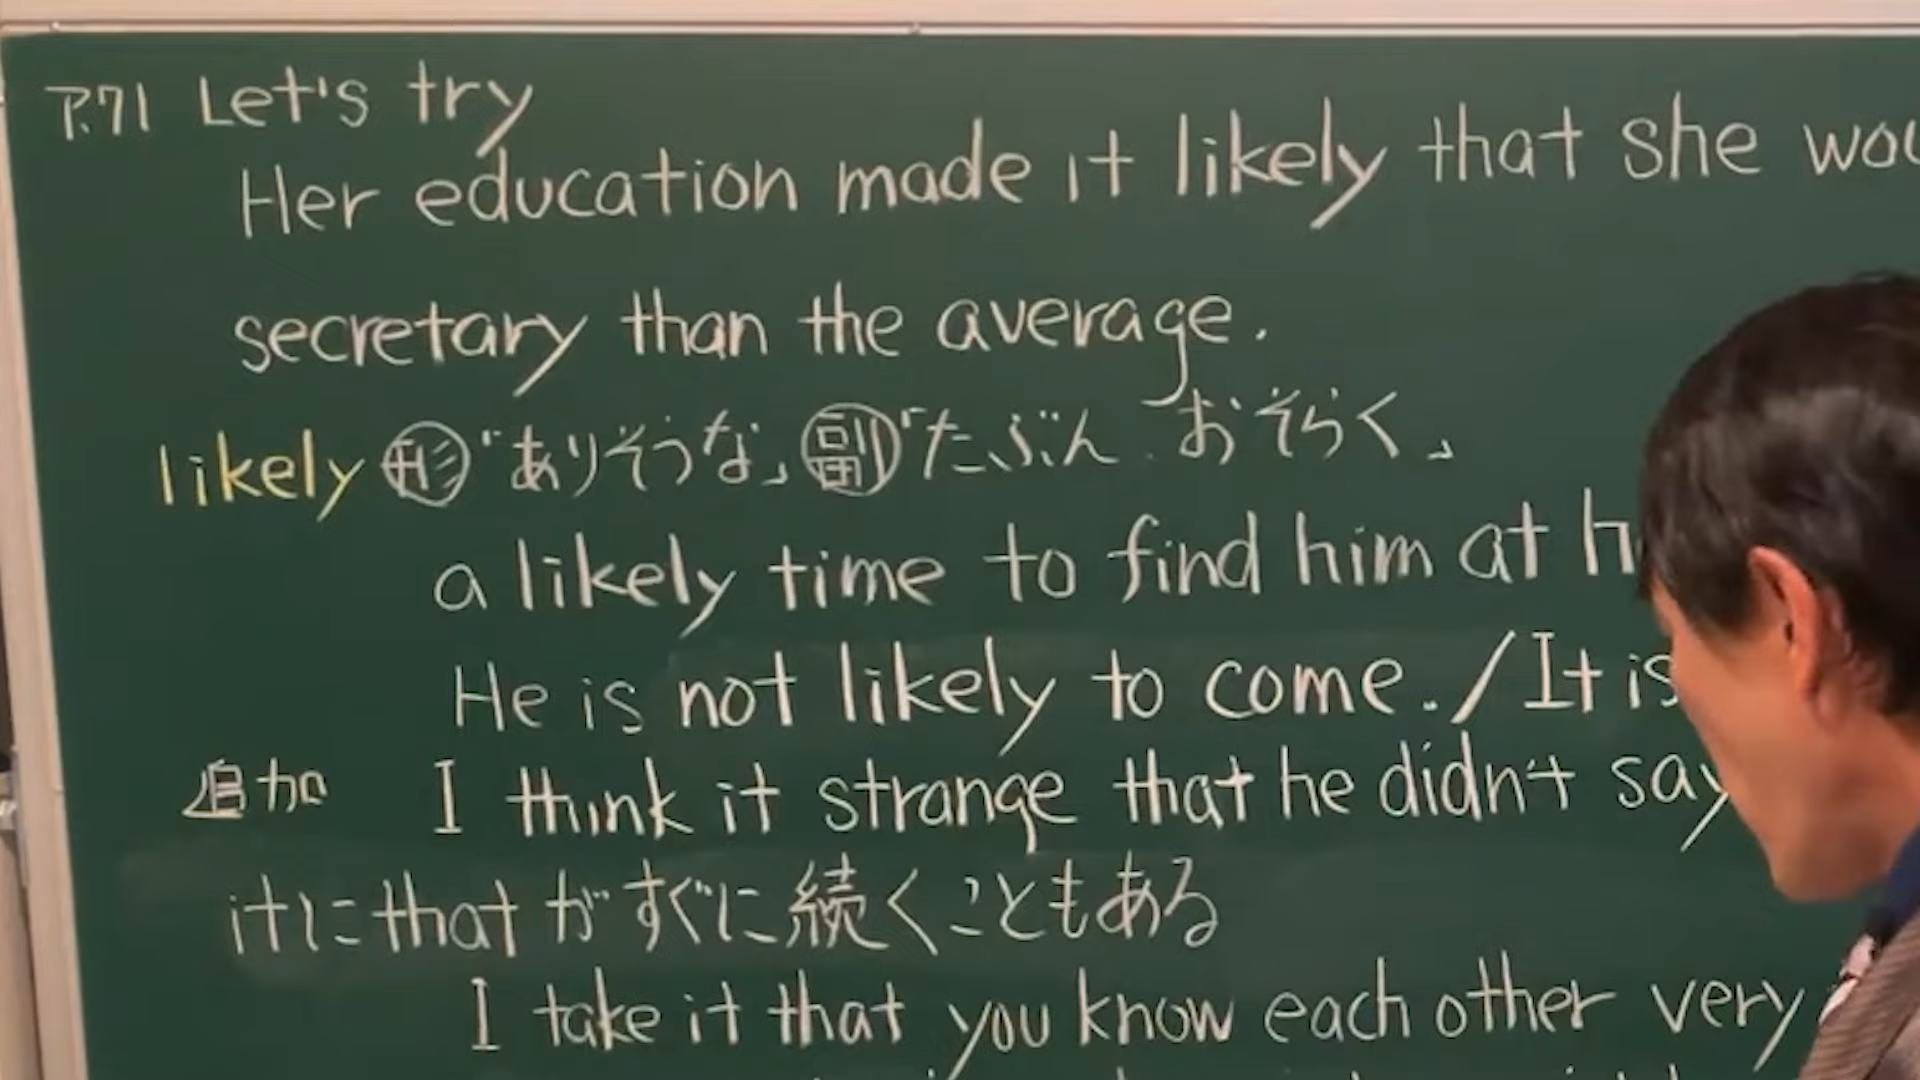 P.71 Let's try
Her education made it likely that she wou
secretary than the average.
likely 形「ありそうな」副「たぶん、おそらく」
a likely time to find him at h
He is not likely to come. / It is
追加 I think it strange that he didn't say
itにthatがすぐに続くこともある
I take it that you know each other very